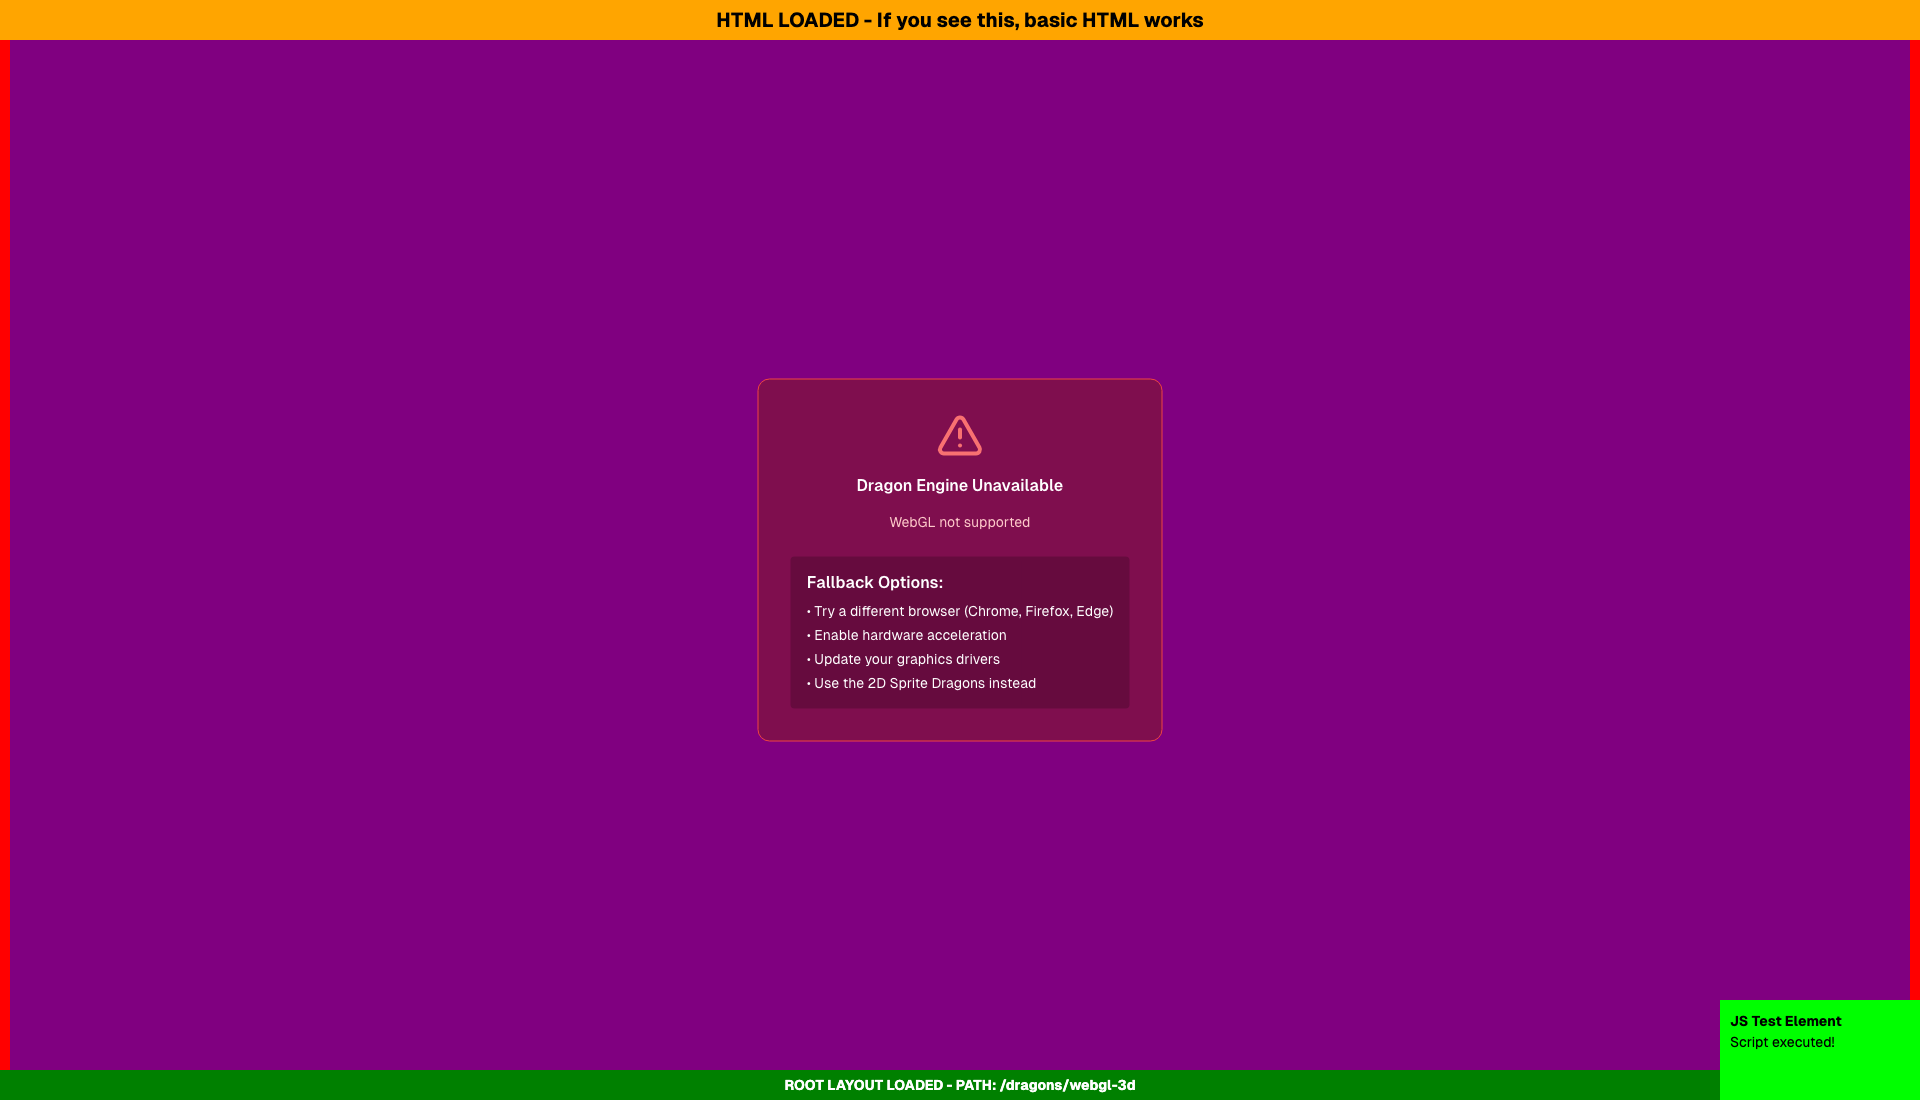 HTML LOADED - If you see this, basic HTML works
Dragon Engine Unavailable
WebGL not supported
Fallback Options:
• Try a different browser (Chrome, Firefox, Edge)
• Enable hardware acceleration
• Update your graphics drivers
• Use the 2D Sprite Dragons instead
JS Test Element
Script executed!
ROOT LAYOUT LOADED - PATH: /dragons/webgl-3d